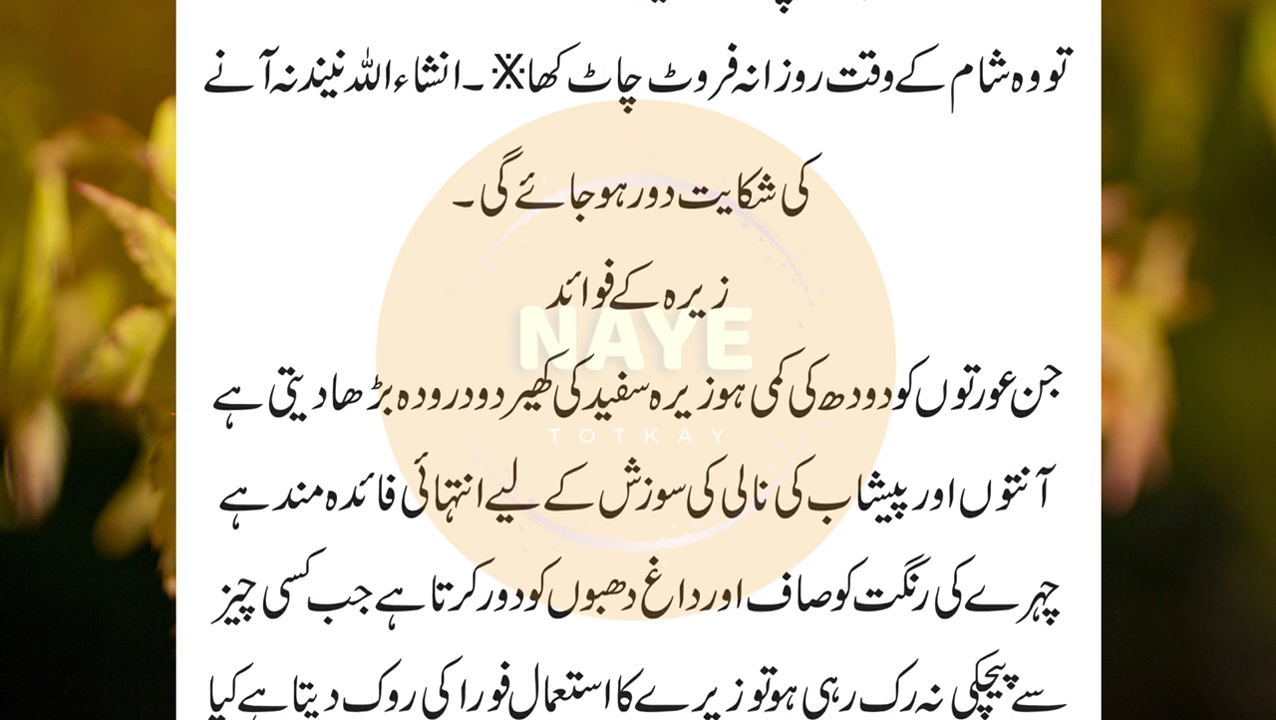 تو وہ شام کے وقت روزانہ فروٹ چاٹ کھا※۔ انشاء اللہ نیند نہ آنے
کی شکایت دور ہو جائے گی۔
زیرہ کے فوائد
NAYE
جن عورتوں کو دودھ کی کمی ہو زیرہ سفید کی کھیر دودرودہ بڑھا دیتی ہے
TOTKAY
آنتوں اور پیشاب کی نالی کی سوزش کے لیے انتہائی فائدہ مند ہے
چہرے کی رنگت کو صاف اور داغ دھبوں کو دور کرتا ہے جب کسی چیز
سے ہیچکی نہ رک رہی ہو تو زیرے کا استعمال فورا کی روک دیتا ہے کیا